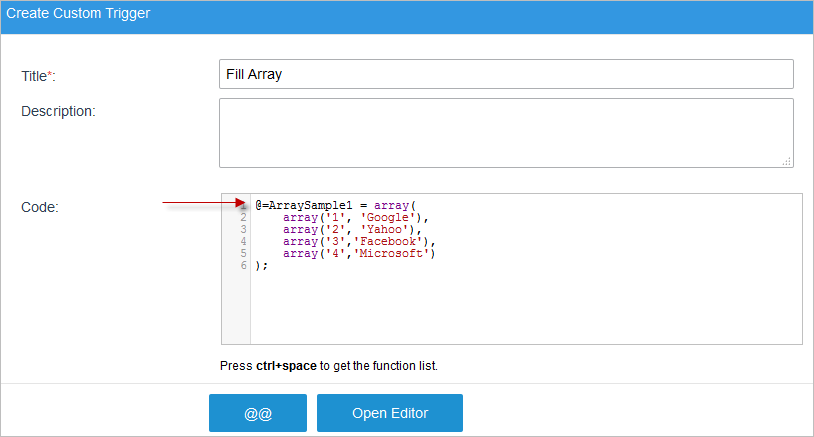 Create Custom Trigger
Title*: Fill Array
Description:
Code:
1 @=ArraySample1 = array(
2     array('1', 'Google'),
3     array('2', 'Yahoo'),
4     array('3','Facebook'),
5     array('4','Microsoft')
6 );
Press ctrl+space to get the function list.
@@ Open Editor